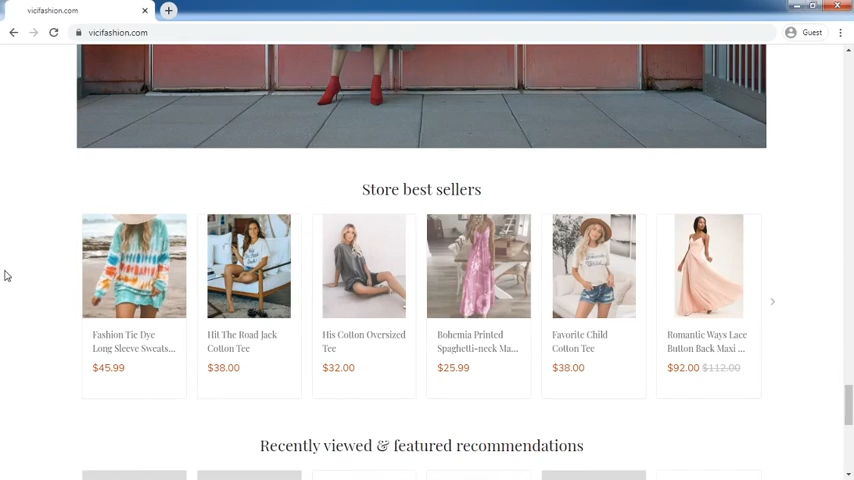 vicifashion.com
vicifashion.com
Guest
Store best sellers
Fashion Tie Dye
Long Sleeve Sweats...
$45.99
Hit The Road Jack
Cotton Tee
$38.00
His Cotton Oversized
Tee
$32.00
Bohemia Printed
Spaghetti-neck Ma...
$25.99
Favorite Child
Cotton Tee
$38.00
Romantic Ways Lace
Button Back Maxi ...
$92.00 $112.00
Recently viewed & featured recommendations